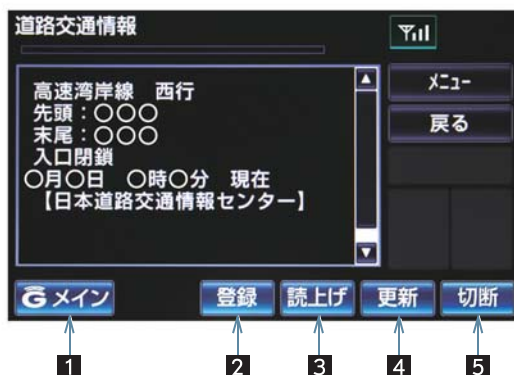 道路交通情報
メニュー
戻る
高速湾岸線 西行
先頭：○○○
末尾：○○○
入口閉鎖
○月○日 ○時○分 現在
【日本道路交通情報センター】
G メイン
登録
読上げ
更新
切断
1
2
3
4
5